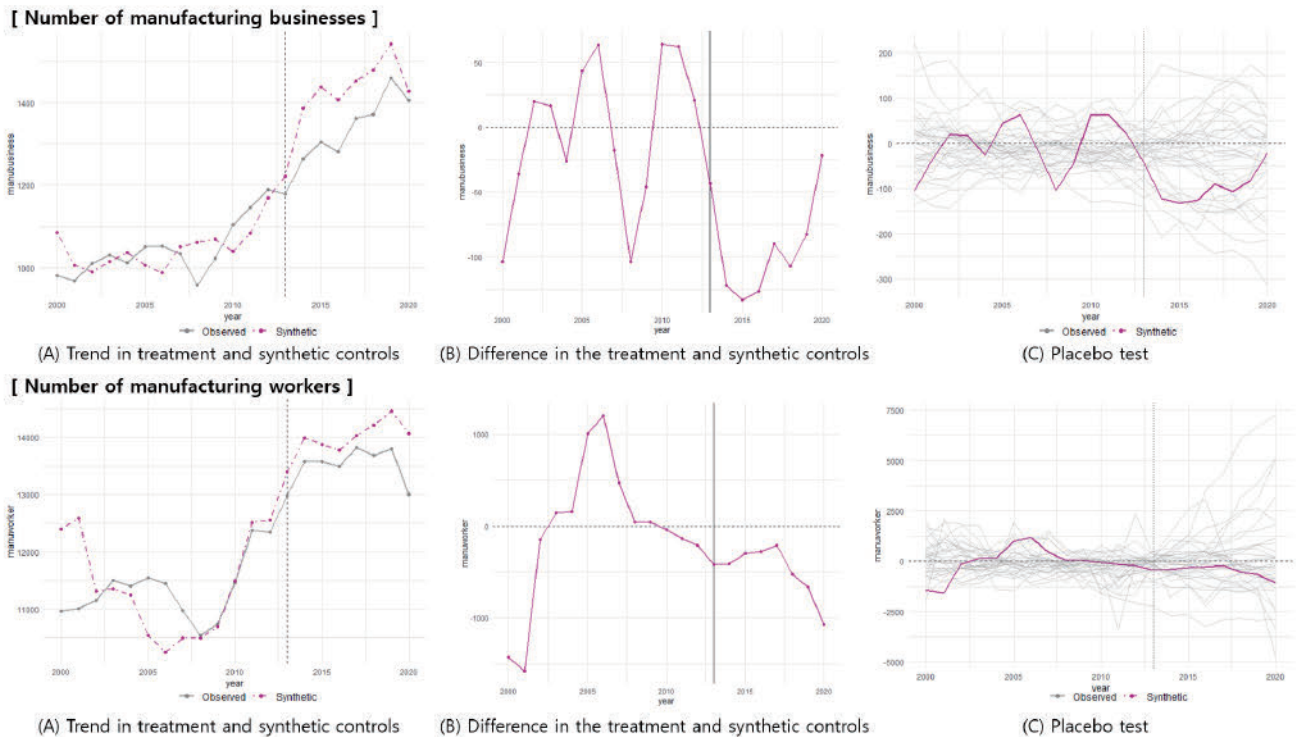 [ Number of manufacturing businesses ]
manubusiness
1400
1200
1000
2000 2005 2010 2015 2020
year
Observed Synthetic
(A) Trend in treatment and synthetic controls
manubusiness
50
0
-50
-100
2000 2005 2010 2015 2020
year
(B) Difference in the treatment and synthetic controls
manubusiness
200
100
0
-100
-200
-300
2000 2005 2010 2015 2020
year
Observed Synthetic
(C) Placebo test
[ Number of manufacturing workers ]
manuworker
14000
13000
12000
11000
2000 2005 2010 2015 2020
year
Observed Synthetic
(A) Trend in treatment and synthetic controls
manuworker
1000
0
-1000
2000 2005 2010 2015 2020
year
(B) Difference in the treatment and synthetic controls
manuworker
7500
5000
2500
0
-2500
-5000
2000 2005 2010 2015 2020
year
Observed Synthetic
(C) Placebo test